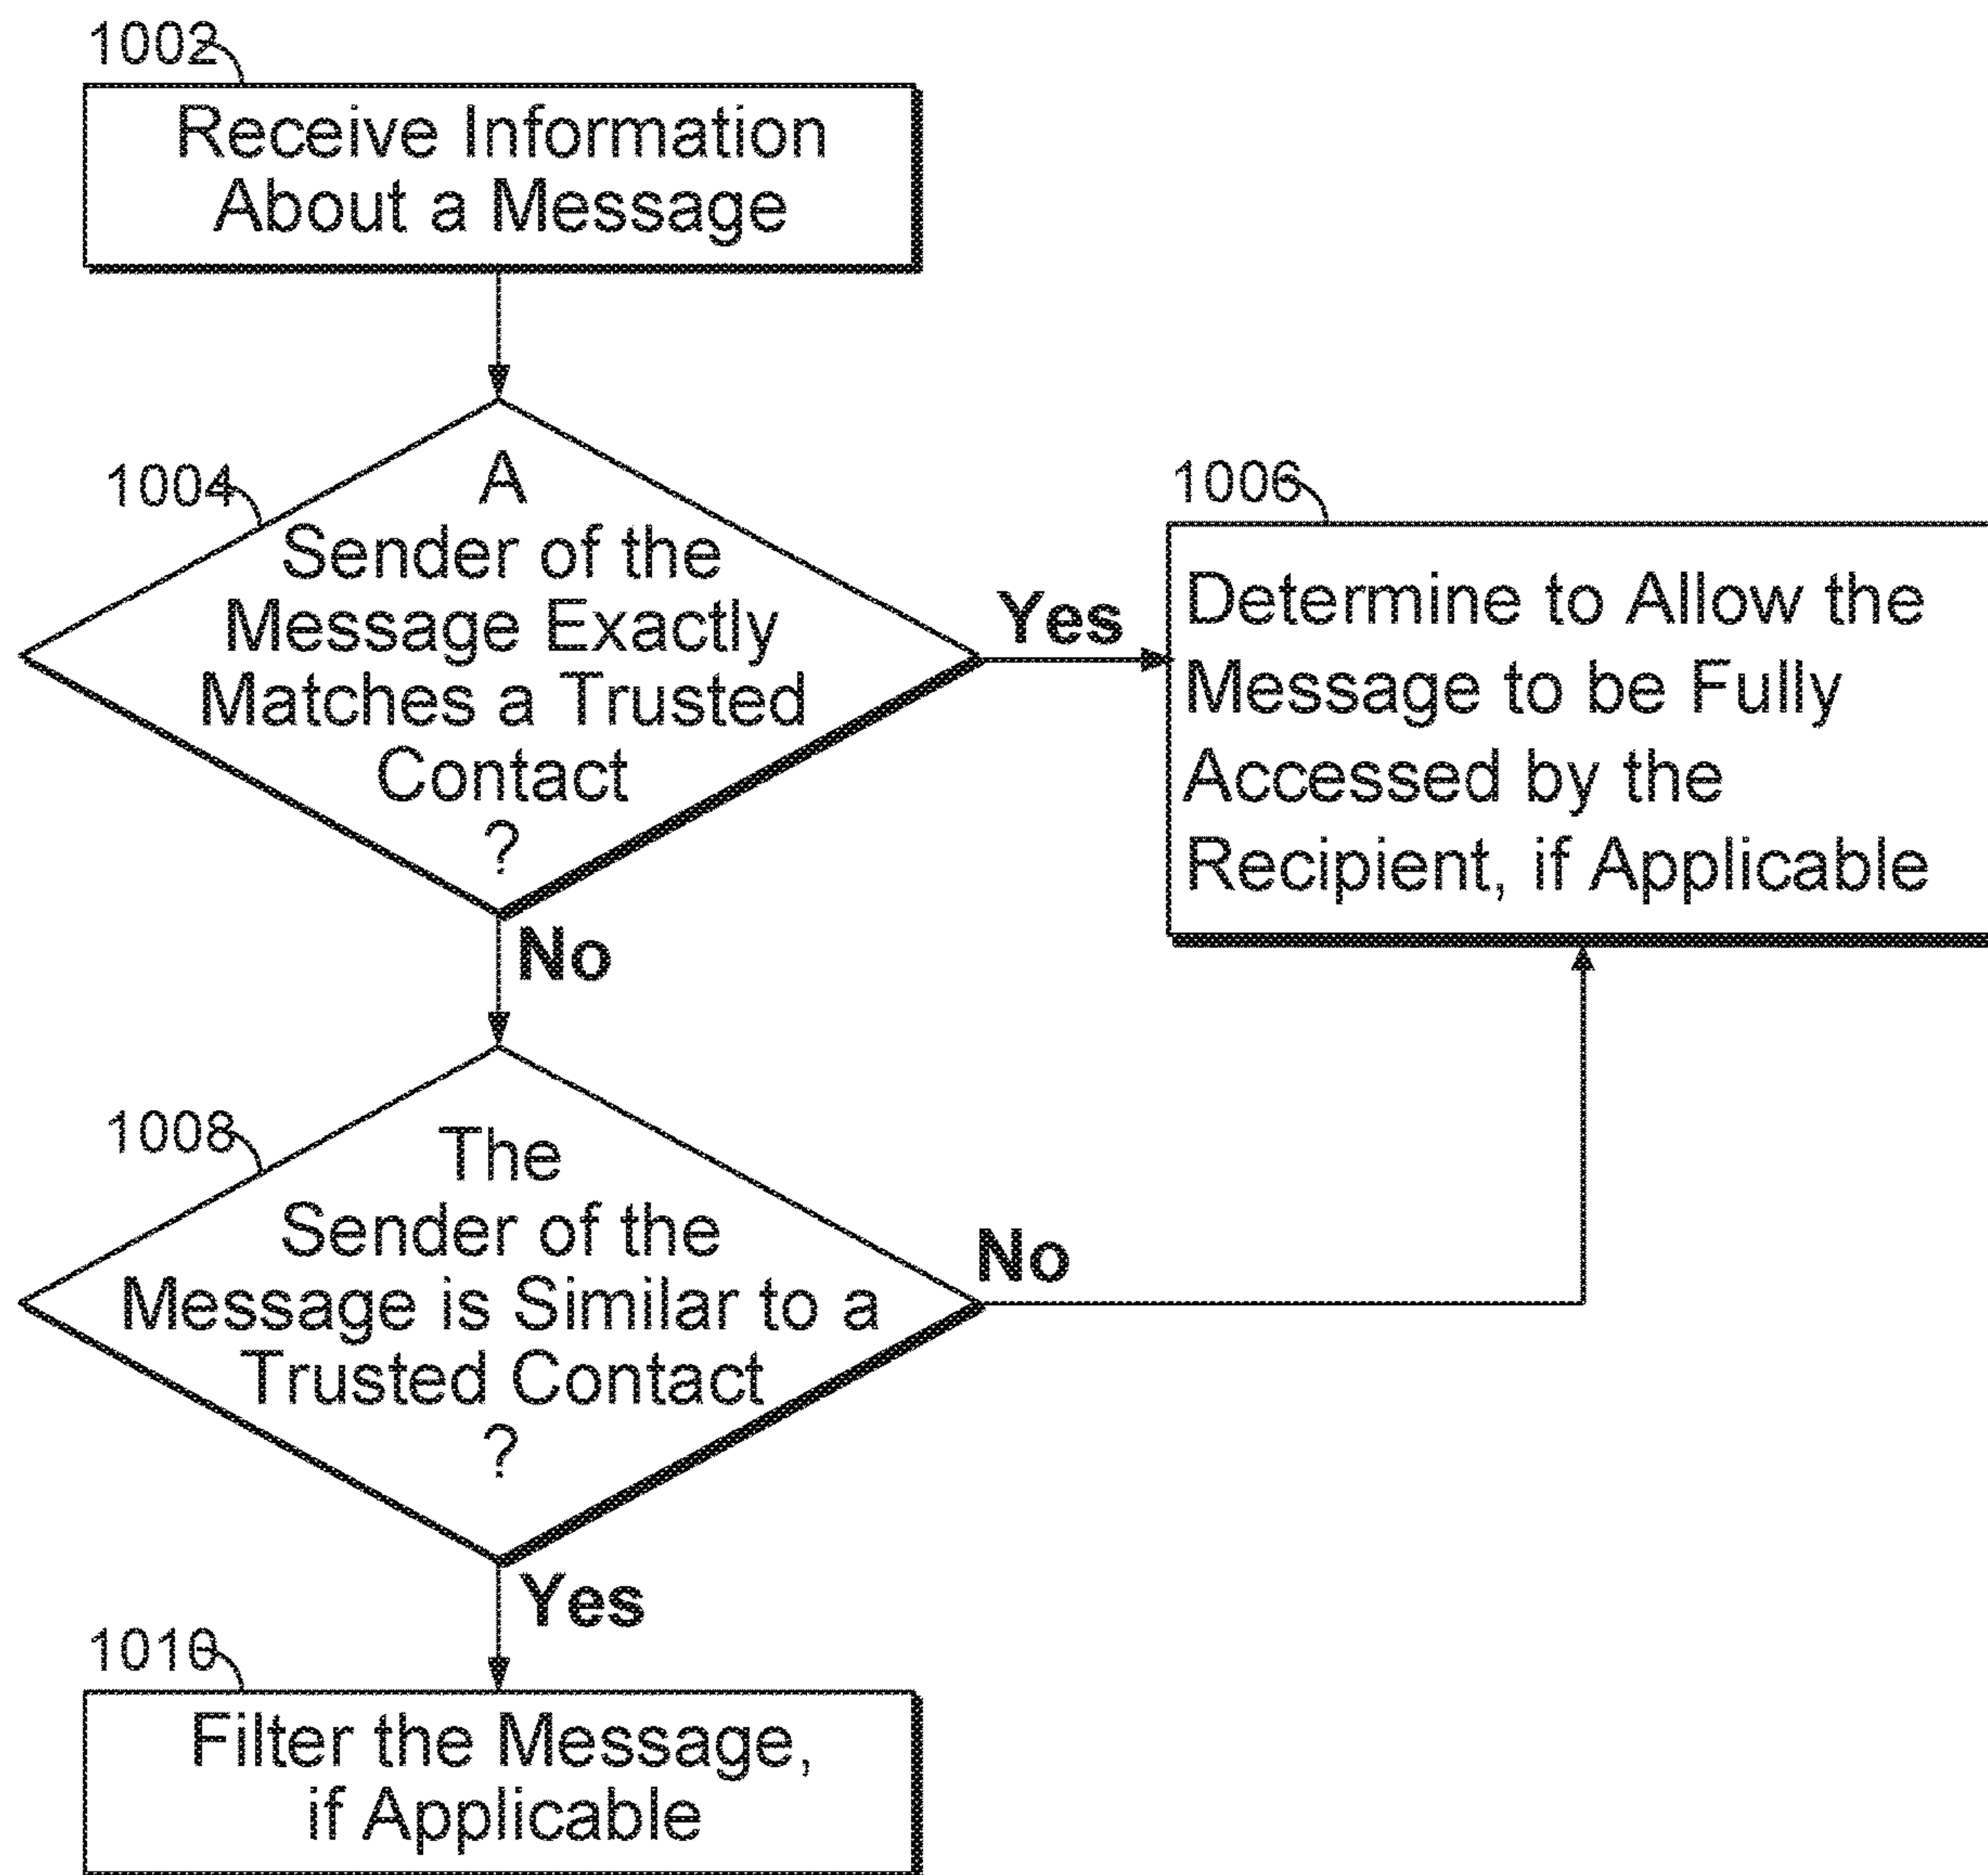 1002
Receive Information
About a Message
1004
A
Sender of the
Message Exactly
Matches a Trusted
Contact
?
Yes
1006
Determine to Allow the
Message to be Fully
Accessed by the
Recipient, if Applicable
No
1008
The
Sender of the
Message is Similar to a
Trusted Contact
?
No
Yes
1010
Filter the Message,
if Applicable